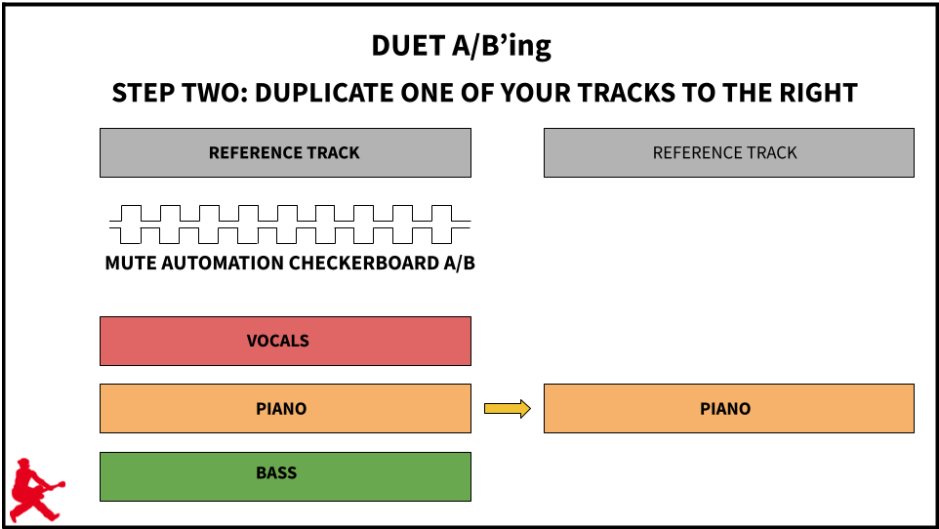 DUET A/B’ing
STEP TWO: DUPLICATE ONE OF YOUR TRACKS TO THE RIGHT
REFERENCE TRACK
REFERENCE TRACK
MUTE AUTOMATION CHECKERBOARD A/B
VOCALS
PIANO
PIANO
BASS